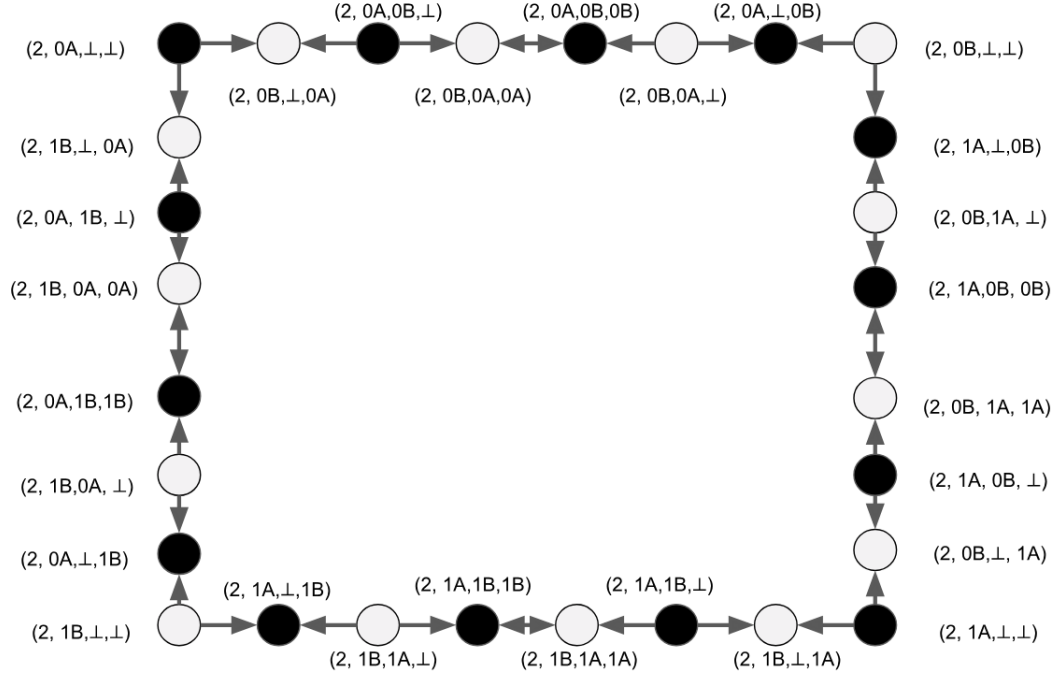 (2, 0A,0B,⊥)
(2, 0A,0B,0B)
(2, 0A,⊥,0B)
(2, 0A,⊥,⊥)
(2, 0B,⊥,⊥)
(2, 0B,⊥,0A)
(2, 0B,0A,0A)
(2, 0B,0A,⊥)
(2, 1B,⊥, 0A)
(2, 1A,⊥,0B)
(2, 0A, 1B, ⊥)
(2, 0B,1A, ⊥)
(2, 1B, 0A, 0A)
(2, 1A,0B, 0B)
(2, 0A,1B,1B)
(2, 0B, 1A, 1A)
(2, 1B,0A, ⊥)
(2, 1A, 0B, ⊥)
(2, 0A,⊥,1B)
(2, 0B,⊥, 1A)
(2, 1A,⊥,1B)
(2, 1A,1B,1B)
(2, 1A,1B,⊥)
(2, 1B,⊥,⊥)
(2, 1A,⊥,⊥)
(2, 1B,1A,⊥)
(2, 1B,1A,1A)
(2, 1B,⊥,1A)